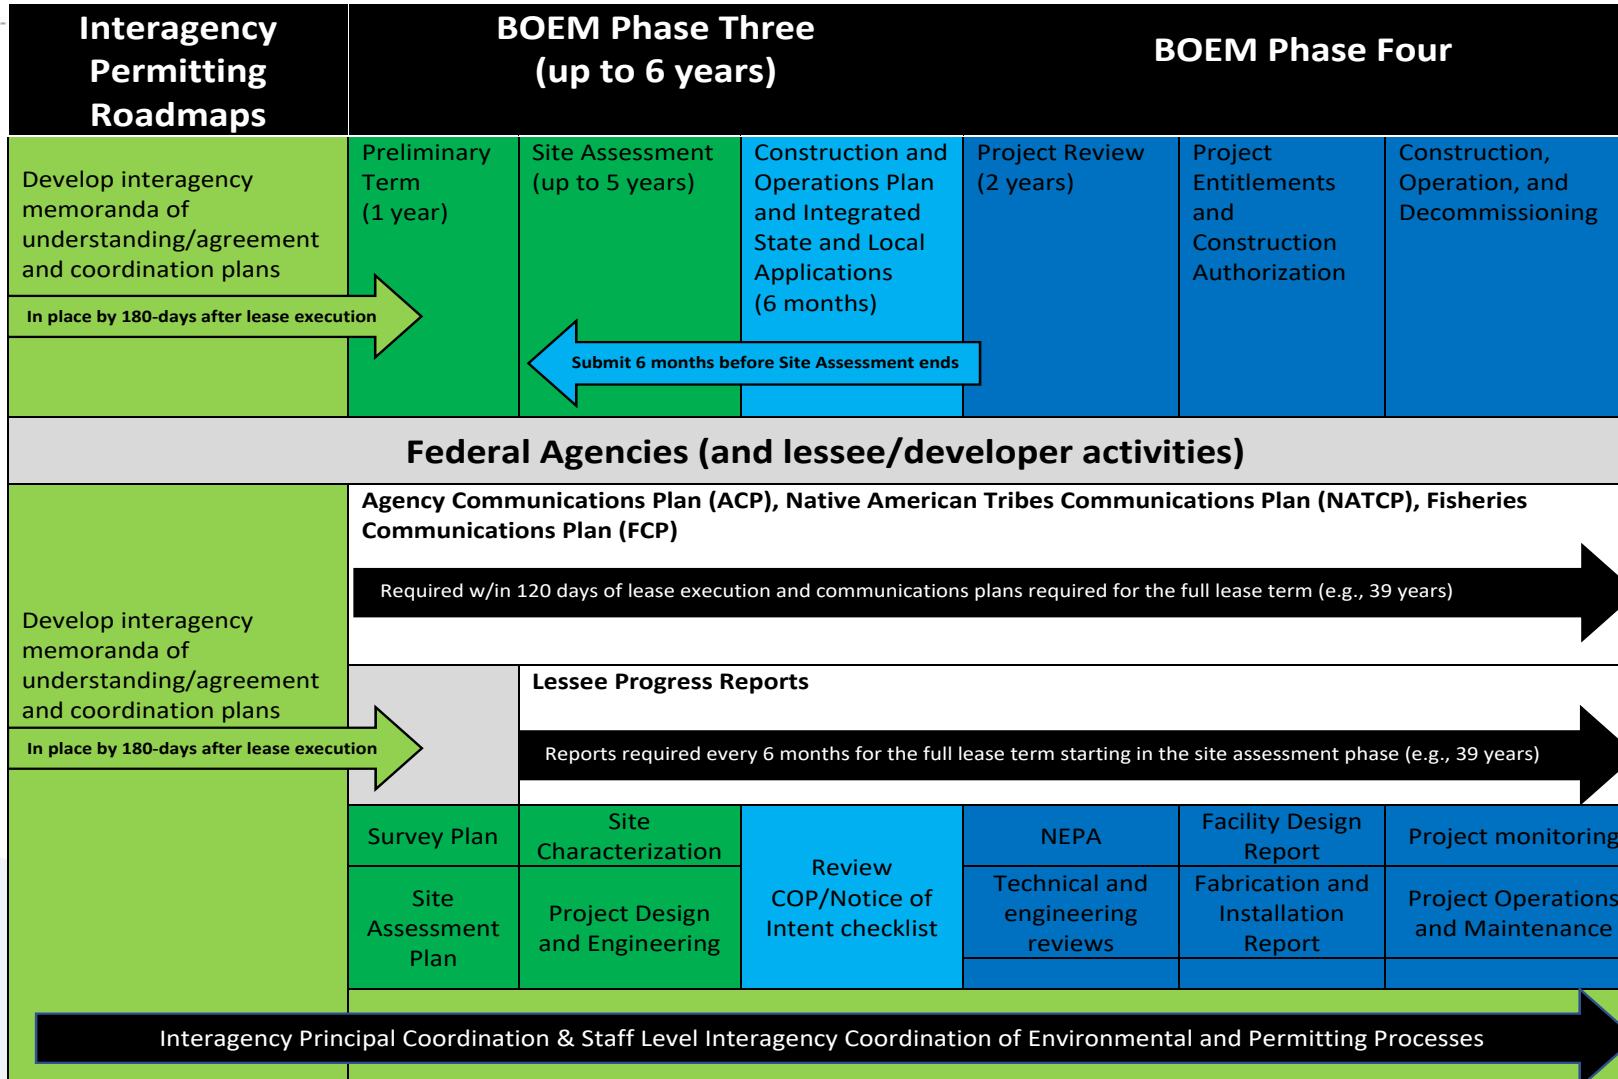 Interagency
Permitting
Roadmaps
BOEM Phase Three
(up to 6 years)
BOEM Phase Four
Develop interagency
memoranda of
understanding/agreement
and coordination plans
In place by 180-days after lease execution
Preliminary
Term
(1 year)
Site Assessment
(up to 5 years)
Construction and
Operations Plan
and Integrated
State and Local
Applications
(6 months)
Submit 6 months before Site Assessment ends
Project Review
(2 years)
Project
Entitlements
and
Construction
Authorization
Construction,
Operation, and
Decommissioning
Federal Agencies (and lessee/developer activities)
Develop interagency
memoranda of
understanding/agreement
and coordination plans
In place by 180-days after lease execution
Agency Communications Plan (ACP), Native American Tribes Communications Plan (NATCP), Fisheries
Communications Plan (FCP)
Required w/in 120 days of lease execution and communications plans required for the full lease term (e.g., 39 years)
Lessee Progress Reports
Reports required every 6 months for the full lease term starting in the site assessment phase (e.g., 39 years)
Survey Plan
Site
Assessment
Plan
Site
Characterization
Project Design
and Engineering
Review
COP/Notice of
Intent checklist
NEPA
Technical and
engineering
reviews
Facility Design
Report
Fabrication and
Installation
Report
Project monitoring
Project Operations
and Maintenance
Interagency Principal Coordination & Staff Level Interagency Coordination of Environmental and Permitting Processes